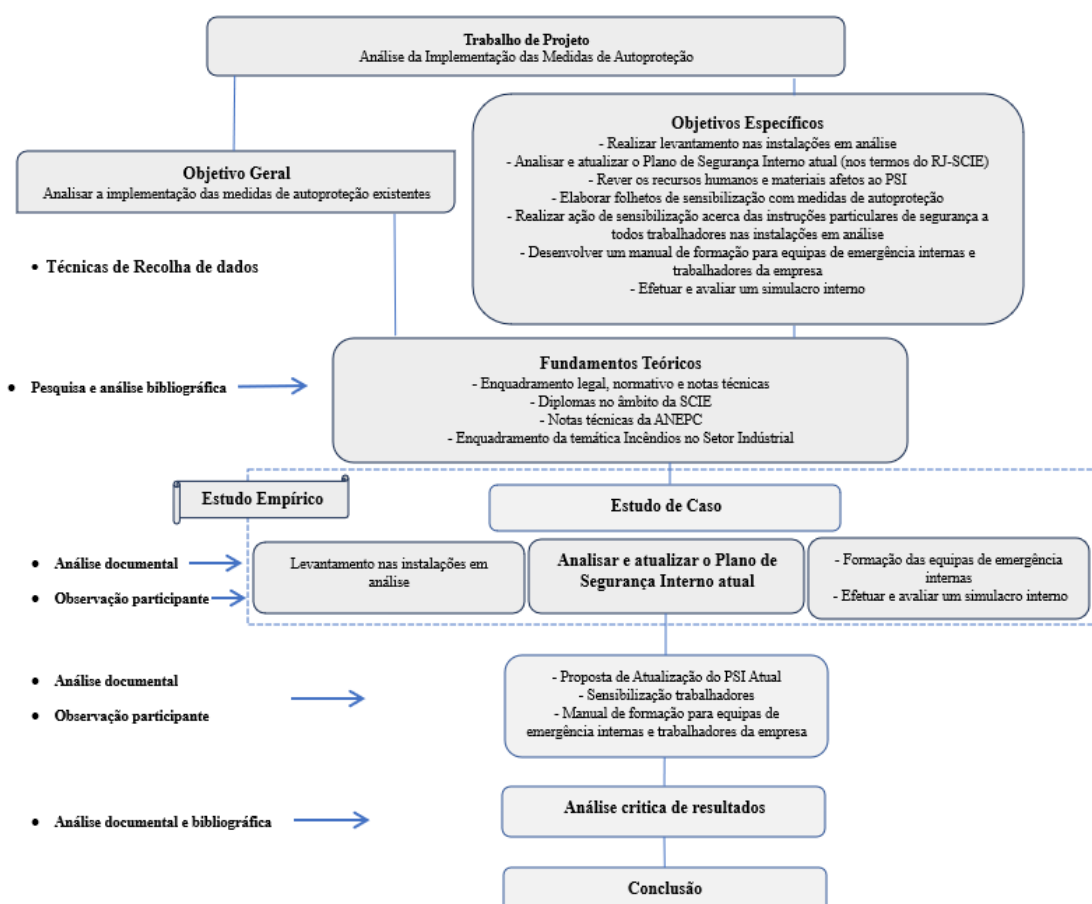 Trabalho de Projeto
Análise da Implementação das Medidas de Autoproteção
Objetivos Específicos
- Realizar levantamento nas instalações em análise
- Analisar e atualizar o Plano de Segurança Interno atual (nos termos do RJ-SCIE)
- Rever os recursos humanos e materiais afetos ao PSI
- Elaborar folhetos de sensibilização com medidas de autoproteção
- Realizar ação de sensibilização acerca das instruções particulares de segurança a
todos trabalhadores nas instalações em análise
- Desenvolver um manual de formação para equipas de emergência internas e
trabalhadores da empresa
- Efetuar e avaliar um simulacro interno
Objetivo Geral
Analisar a implementação das medidas de autoproteção existentes
• Técnicas de Recolha de dados
Fundamentos Teóricos
- Enquadramento legal, normativo e notas técnicas
- Diplomas no âmbito da SCIE
- Notas técnicas da ANEPC
- Enquadramento da temática Incêndios no Setor Indústrial
• Pesquisa e análise bibliográfica
Estudo Empírico
Estudo de Caso
• Análise documental
• Observação participante
Levantamento nas instalações em
análise
Analisar e atualizar o Plano de
Segurança Interno atual
- Formação das equipas de emergência
internas
- Efetuar e avaliar um simulacro interno
• Análise documental
• Observação participante
- Proposta de Atualização do PSI Atual
- Sensibilização trabalhadores
- Manual de formação para equipas de
emergência internas e trabalhadores da empresa
• Análise documental e bibliográfica
Análise critica de resultados
Conclusão